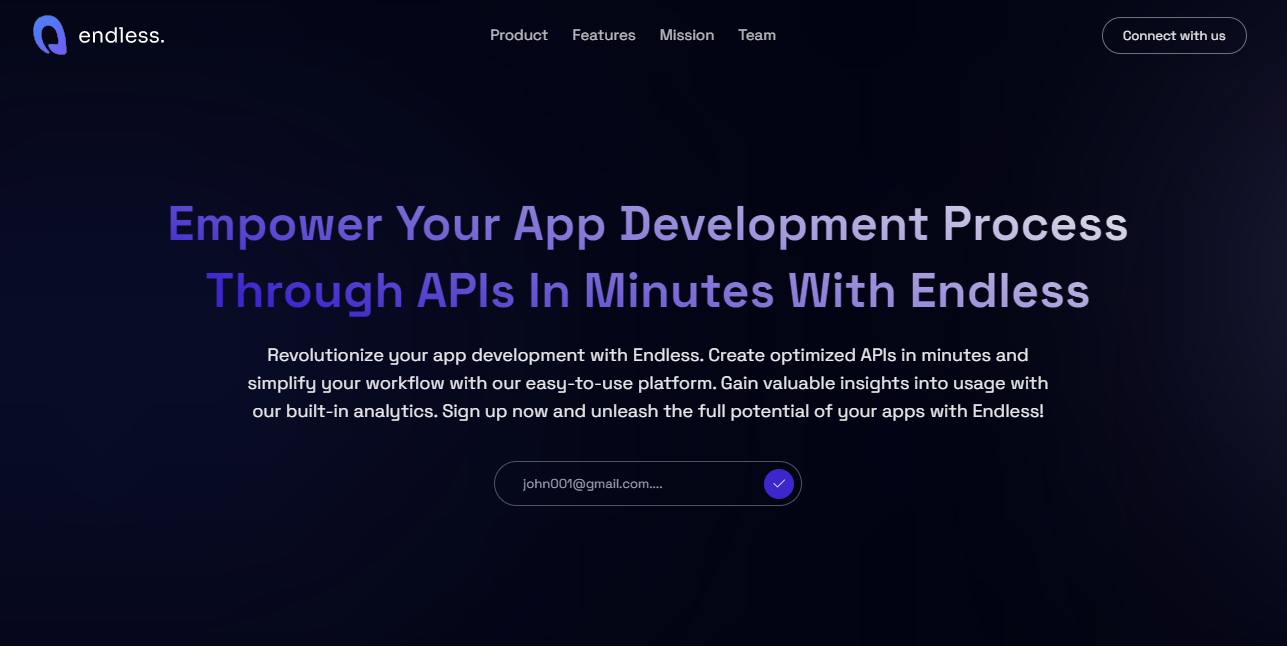 endless.
Product Features Mission Team
Connect with us
Empower Your App Development Process
Through APIs In Minutes With Endless
Revolutionize your app development with Endless. Create optimized APIs in minutes and
simplify your workflow with our easy-to-use platform. Gain valuable insights into usage with
our built-in analytics. Sign up now and unleash the full potential of your apps with Endless!
john001@gmail.com....